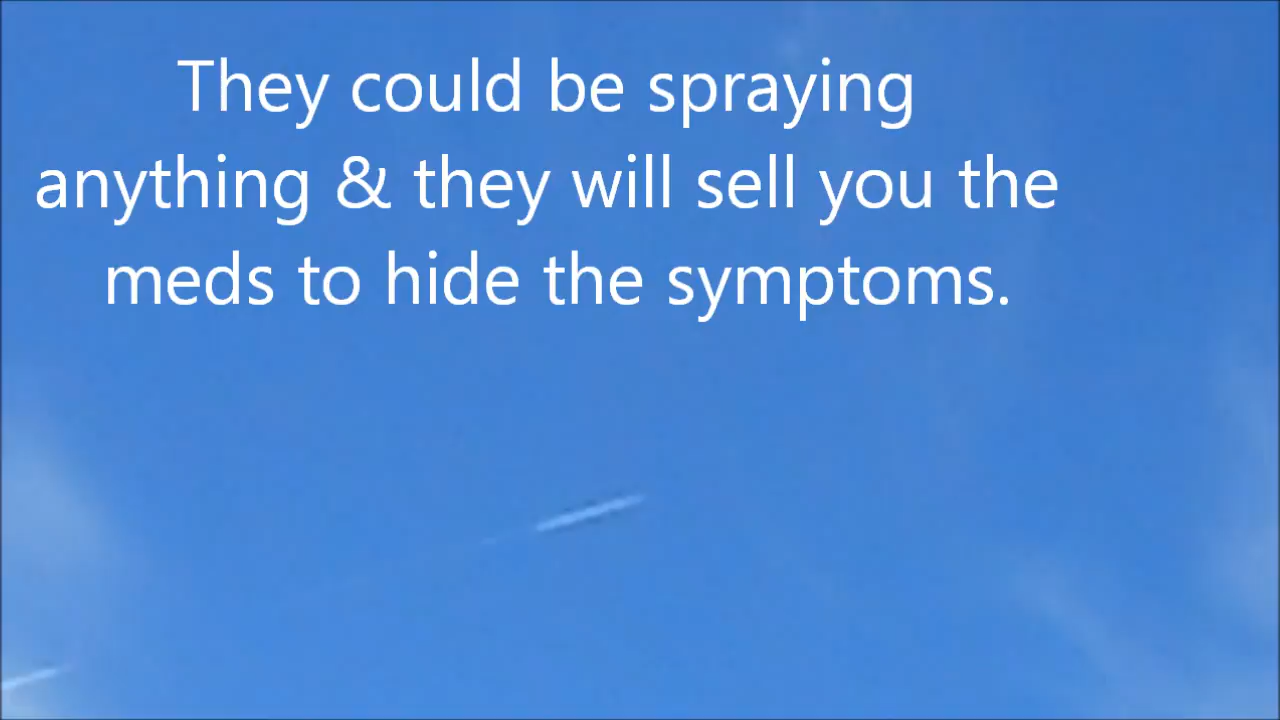 They could be spraying
anything & they will sell you the
meds to hide the symptoms.